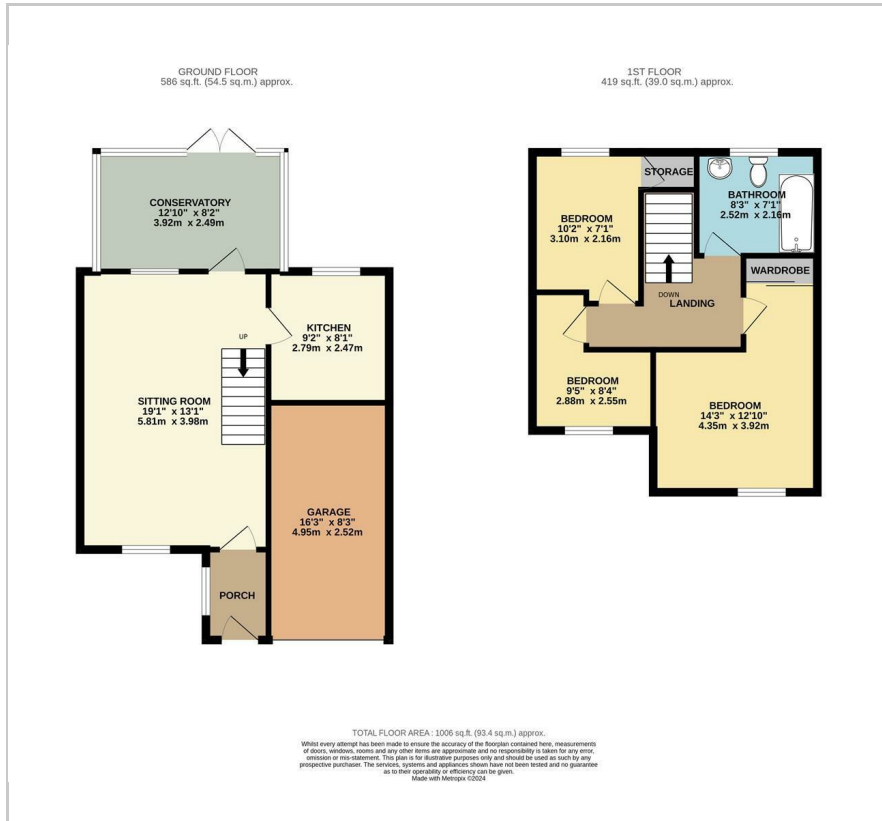 GROUND FLOOR
586 sq.ft. (54.5 sq.m.) approx.
CONSERVATORY
12'10" x 8'2"
3.92m x 2.49m
KITCHEN
9'2" x 8'1"
2.79m x 2.47m
UP
SITTING ROOM
19'1" x 13'1"
5.81m x 3.98m
GARAGE
16'3" x 8'3"
4.95m x 2.52m
PORCH
1ST FLOOR
419 sq.ft. (39.0 sq.m.) approx.
STORAGE
BATHROOM
8'3" x 7'1"
2.52m x 2.16m
BEDROOM
10'2" x 7'1"
3.10m x 2.16m
WARDROBE
DOWN
LANDING
BEDROOM
9'5" x 8'4"
2.88m x 2.55m
BEDROOM
14'3" x 12'10"
4.35m x 3.92m
TOTAL FLOOR AREA : 1006 sq.ft. (93.4 sq.m.) approx.
Whilst every attempt has been made to ensure the accuracy of the floorplan contained here, measurements
of doors, windows, rooms and any other items are approximate and no responsibility is taken for any error,
omission or mis-statement. This plan is for illustrative purposes only and should be used as such by any
prospective purchaser. The services, systems and appliances shown have not been tested and no guarantee
as to their operability or efficiency can be given.
Made with Metropix ©2024